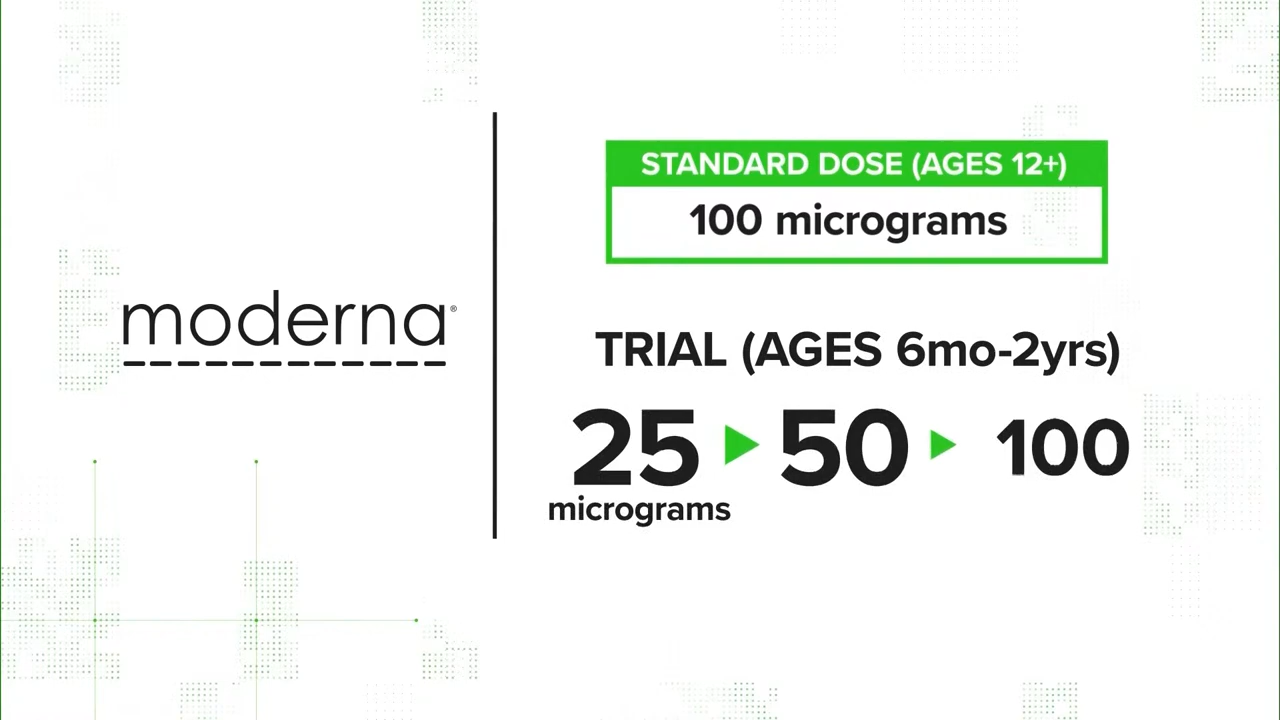 moderna®
STANDARD DOSE (AGES 12+)
100 micrograms
TRIAL (AGES 6mo-2yrs)
25 ▶ 50 ▶ 100
micrograms